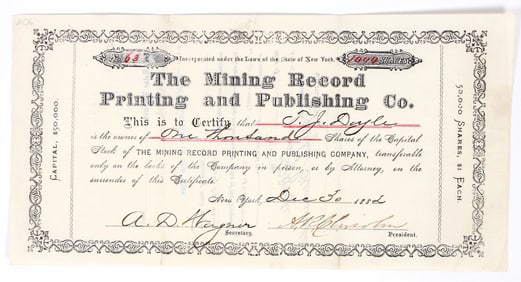 63
Incorporated under the Laws of the State of New York.
1000 SHARES
The Mining Record
Printing and Publishing Co.
This is to Certify that T. J. Doyle
is the owner of One Thousand Shares of the Capital
Stock of THE MINING RECORD PRINTING AND PUBLISHING COMPANY, transferable
only on the books of the Company in person, or by Attorney, on the
surrender of this Certificate.
New York, Dec 30 1882
A. D. Wagner
Secretary.
President.
CAPITAL, $50,000.
50,000 SHARES, $1 EACH.